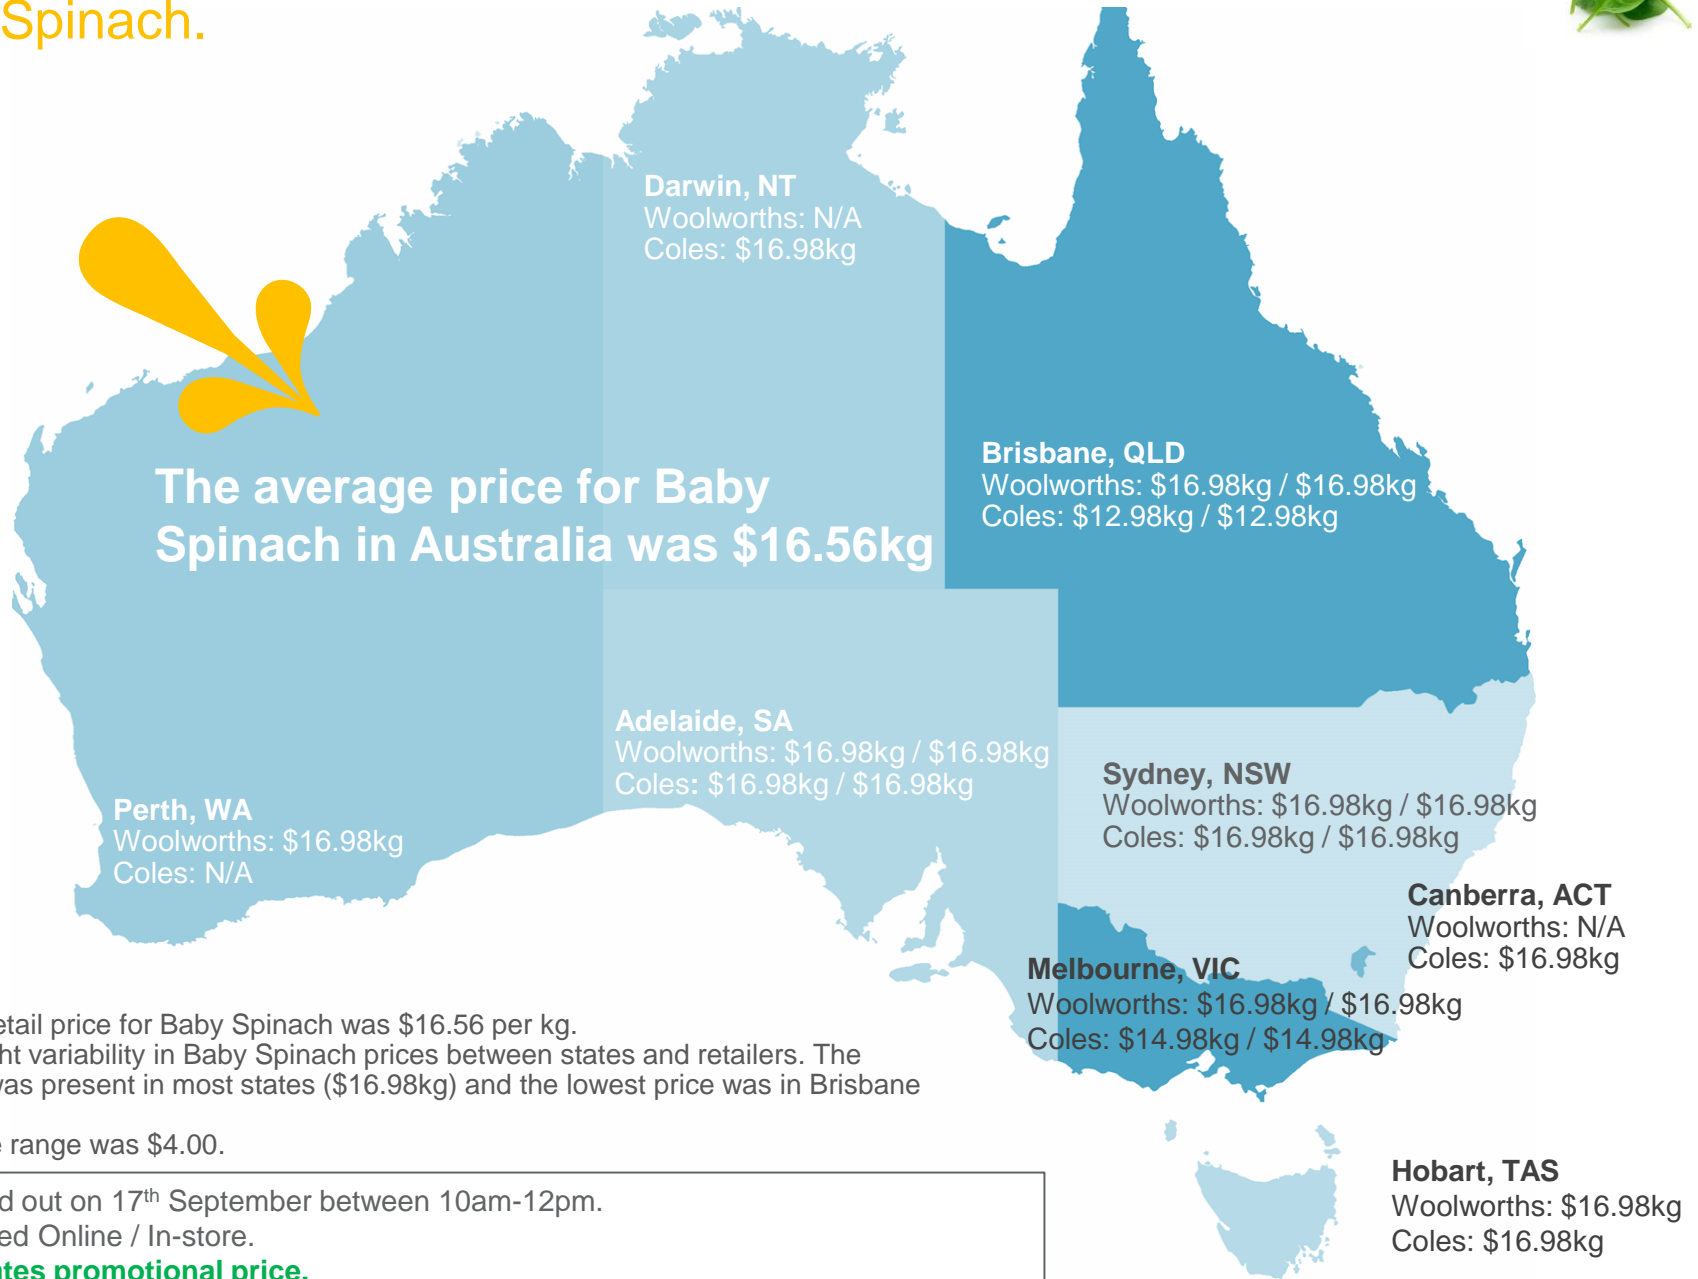 Spinach.
Darwin, NT
Woolworths: N/A
Coles: $16.98kg
The average price for Baby
Spinach in Australia was $16.56kg
Brisbane, QLD
Woolworths: $16.98kg / $16.98kg
Coles: $12.98kg / $12.98kg
Adelaide, SA
Woolworths: $16.98kg / $16.98kg
Coles: $16.98kg / $16.98kg
Sydney, NSW
Woolworths: $16.98kg / $16.98kg
Coles: $16.98kg / $16.98kg
Perth, WA
Woolworths: $16.98kg
Coles: N/A
Canberra, ACT
Woolworths: N/A
Coles: $16.98kg
Melbourne, VIC
Woolworths: $16.98kg / $16.98kg
Coles: $14.98kg / $14.98kg
price for Baby Spinach was $16.56 per kg.
variability in Baby Spinach prices between states and retailers. The
was present in most states ($16.98kg) and the lowest price was in Brisbane
range was $4.00.
out on 17th September between 10am-12pm.
Online / In-store.
promotional price.
Hobart, TAS
Woolworths: $16.98kg
Coles: $16.98kg